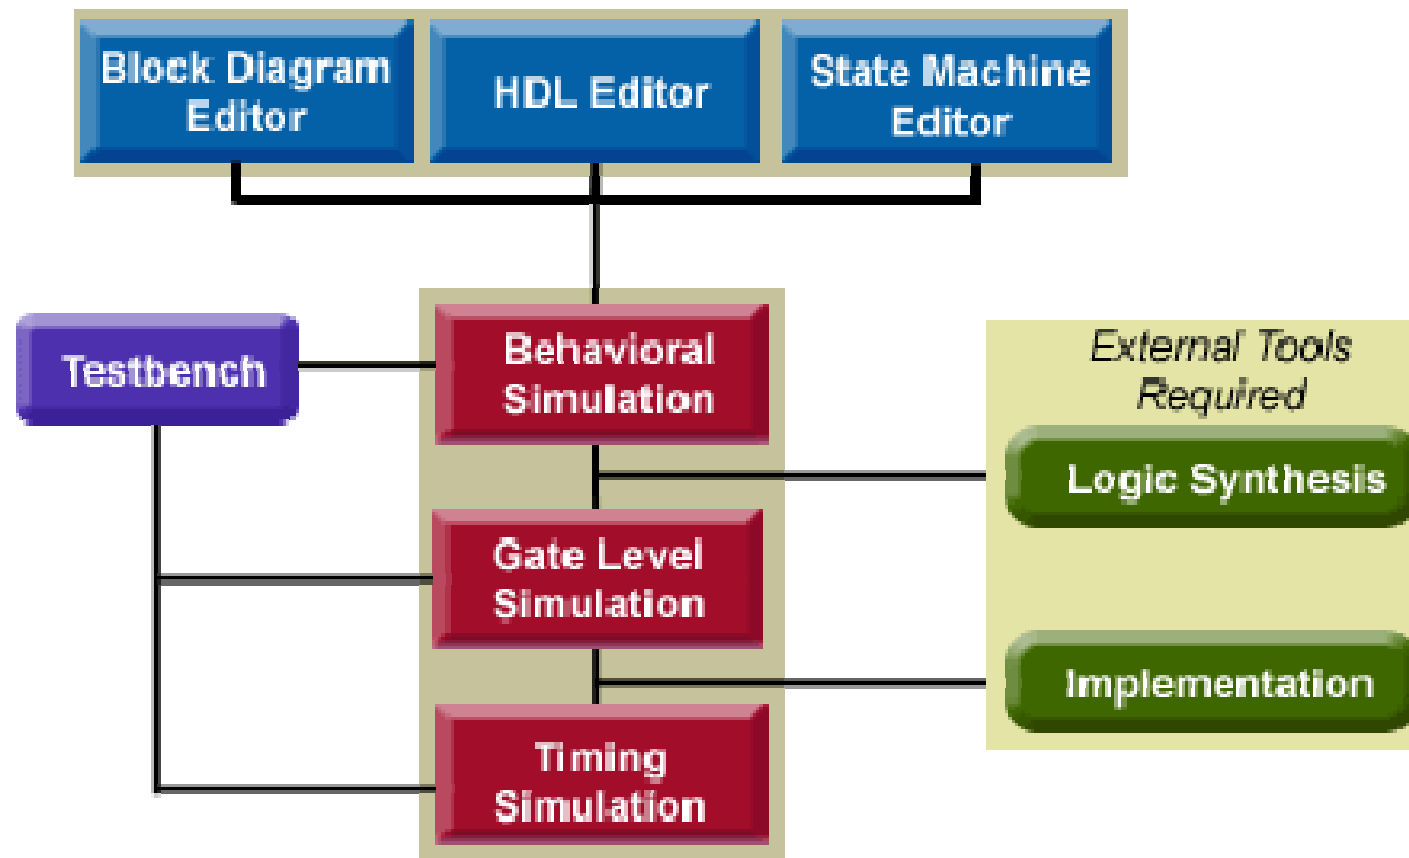 Block Diagram
Editor
HDL Editor
State Machine
Editor
Testbench
Behavioral
Simulation
External Tools
Required
Logic Synthesis
Gate Level
Simulation
Implementation
Timing
Simulation